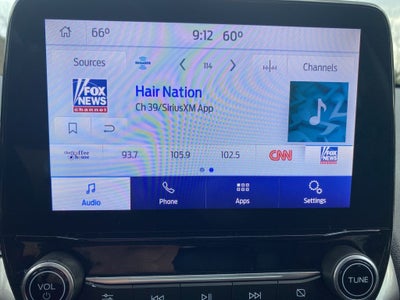 66°
9:12
60°
Sources
114
Channels
FOX
NEWS
channel
Hair Nation
Ch 39/SiriusXM App
93.7
105.9
102.5
CNN
FOX
NEWS
Audio
Phone
Apps
Settings
VOL
TUNE